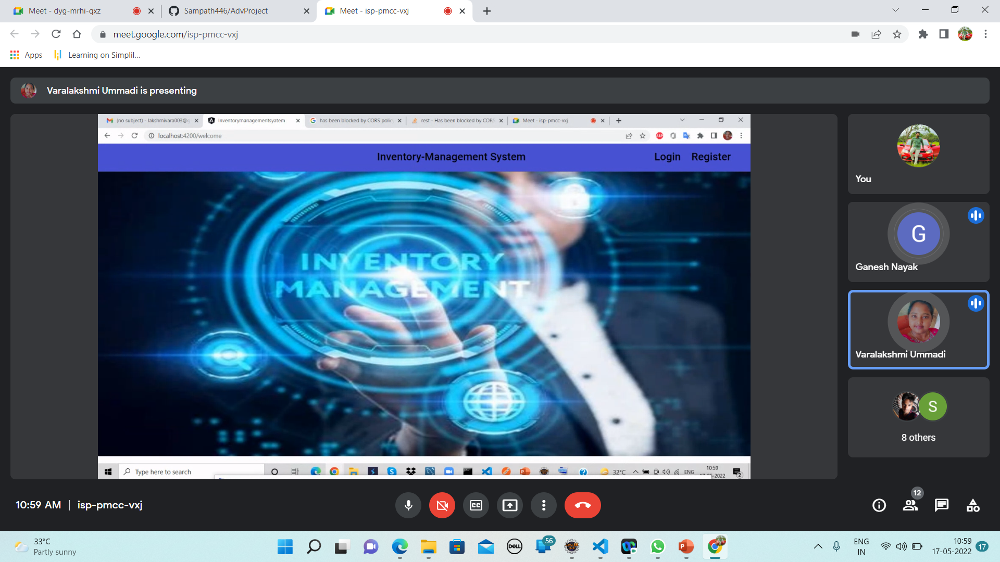 Meet - dyg-mrhi-qxz
Sampath446/AdvProject
Meet - isp-pmcc-vxj
meet.google.com/isp-pmcc-vxj
Apps
Learning on Simplil...
Varalakshmi Ummadi is presenting
(no subject) - lakshmivara003@g
Inventorymanagementsyatem
has been blocked by CORS polic
rest - Has been blocked by CORS
Meet - isp-pmcc-vxj
localhost:4200/welcome
ABP
Inventory-Management System
Login
Register
INVENTORY
MANAGEMENT
Type here to search
32°C
ENG
10:59
-2022
2
You
G
Ganesh Nayak
Varalakshmi Ummadi
S
8 others
10:59 AM
isp-pmcc-vxj
CC
12
33°C
Partly sunny
DELL
56
ENG
IN
10:59
17-05-2022
17